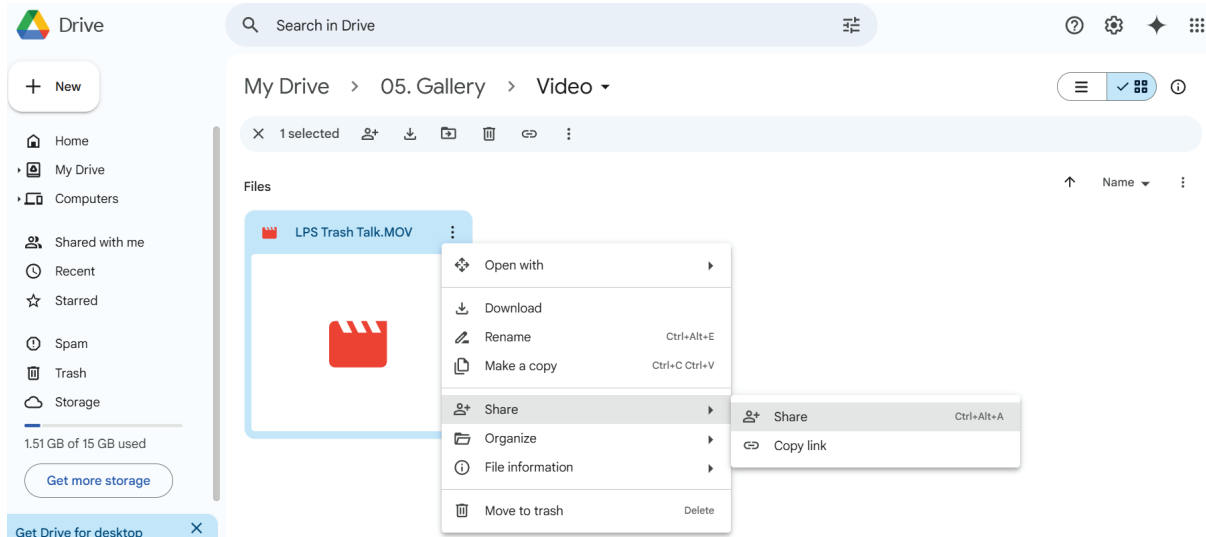 Drive
Search in Drive
New
My Drive > 05. Gallery > Video
1 selected
Home
My Drive
Computers
Shared with me
Recent
Starred
Spam
Trash
Storage
1.51 GB of 15 GB used
Get more storage
Get Drive for desktop
Files
Name
LPS Trash Talk.MOV
Open with
Download
Rename Ctrl+Alt+E
Make a copy Ctrl+C Ctrl+V
Share
Organize
File information
Move to trash Delete
Share Ctrl+Alt+A
Copy link